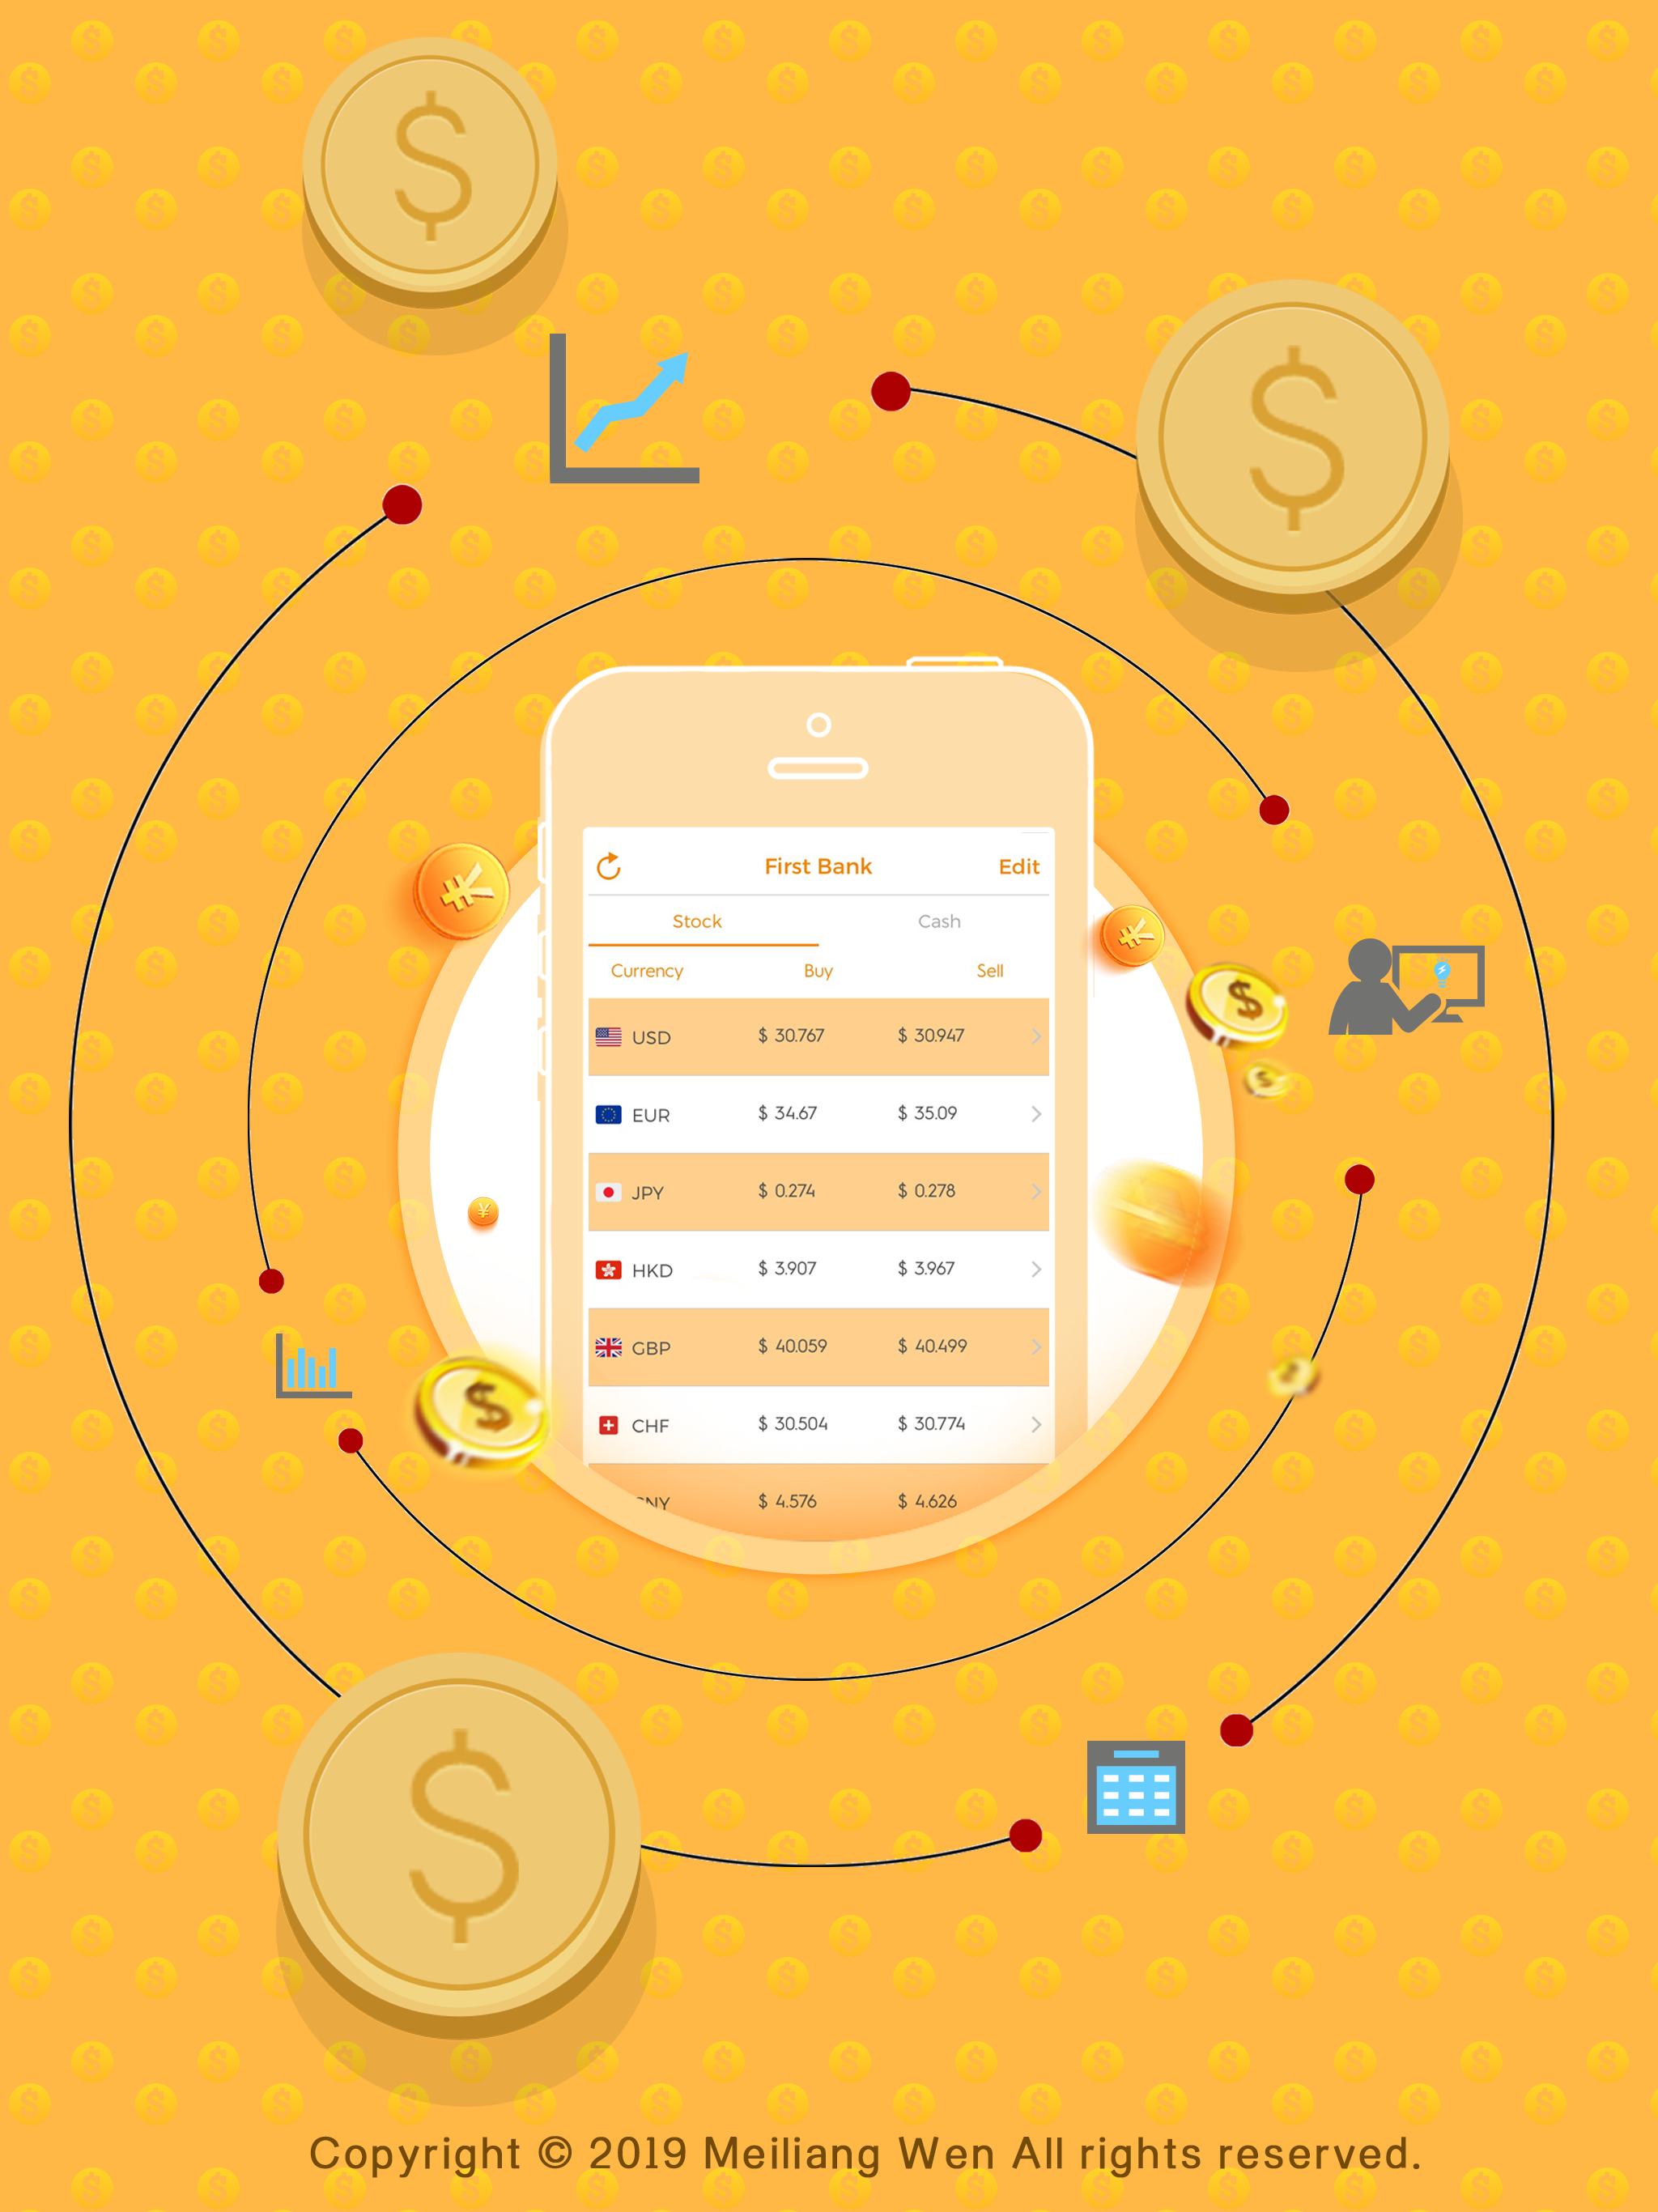 First Bank Edit
Stock Cash
Currency Buy Sell
USD $ 30.767 $ 30.947
EUR $ 34.67 $ 35.09
JPY $ 0.274 $ 0.278
HKD $ 3.907 $ 3.967
GBP $ 40.059 $ 40.499
CHF $ 30.504 $ 30.774
$ 4.576 $ 4.626
Copyright © 2019 Meiliang Wen All rights reserved.